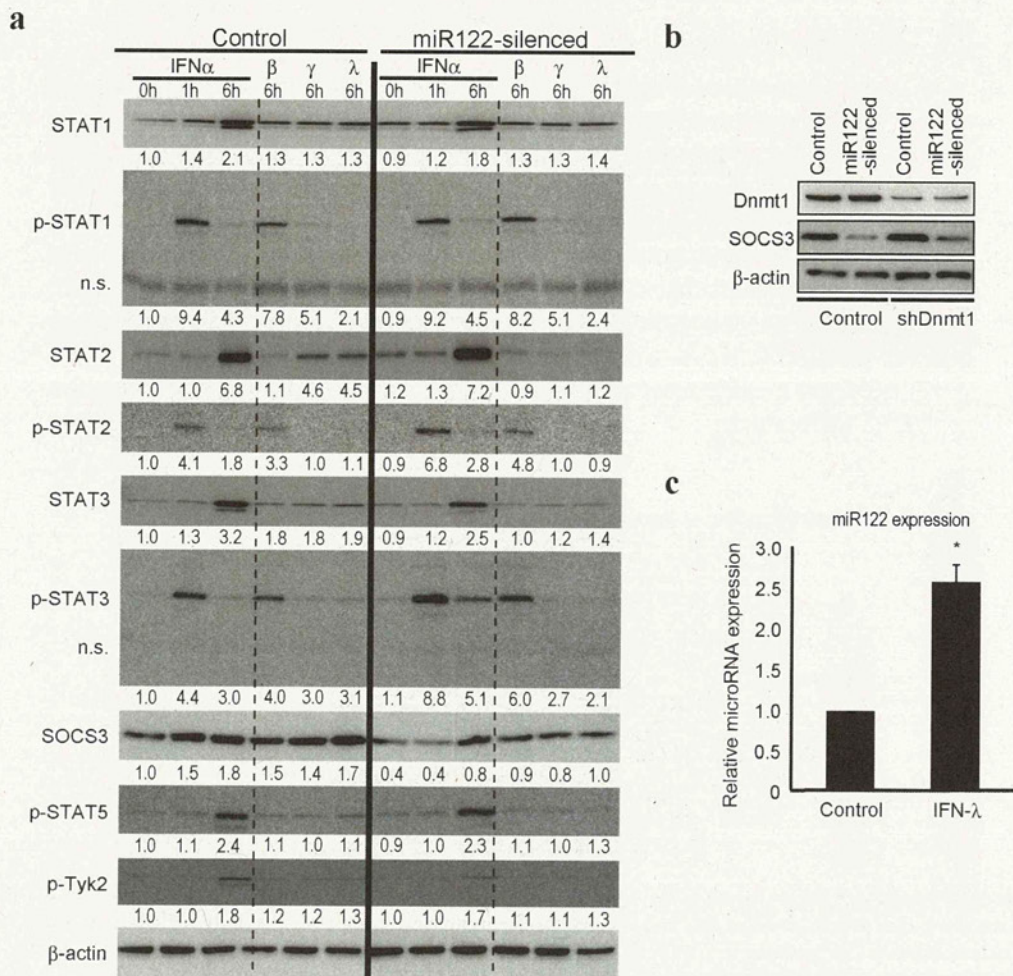 a
Control miR122-silenced
IFNα β γ λ IFNα β γ λ
0h 1h 6h 6h 6h 6h 0h 1h 6h 6h 6h 6h
STAT1
1.0 1.4 2.1 1.3 1.3 1.3 0.9 1.2 1.8 1.3 1.3 1.4
p-STAT1
n.s.
1.0 9.4 4.3 7.8 5.1 2.1 0.9 9.2 4.5 8.2 5.1 2.4
STAT2
1.0 1.0 6.8 1.1 4.6 4.5 1.2 1.3 7.2 0.9 1.1 1.2
p-STAT2
1.0 4.1 1.8 3.3 1.0 1.1 0.9 6.8 2.8 4.8 1.0 0.9
STAT3
1.0 1.3 3.2 1.8 1.8 1.9 0.9 1.2 2.5 1.0 1.2 1.4
p-STAT3
n.s.
1.0 4.4 3.0 4.0 3.0 3.1 1.1 8.8 5.1 6.0 2.7 2.1
SOCS3
1.0 1.5 1.8 1.5 1.4 1.7 0.4 0.4 0.8 0.9 0.8 1.0
p-STAT5
1.0 1.1 2.4 1.1 1.0 1.1 0.9 1.0 2.3 1.1 1.0 1.3
p-Tyk2
1.0 1.0 1.8 1.2 1.2 1.3 1.0 1.0 1.7 1.1 1.1 1.3
β-actin
b
Control
miR122
-silenced
Control
miR122
-silenced
Dnmt1
SOCS3
β-actin
Control shDnmt1
c
miR122 expression
Relative microRNA expression
3.0
2.5
2.0
1.5
1.0
0.5
0
*
Control IFN-λ